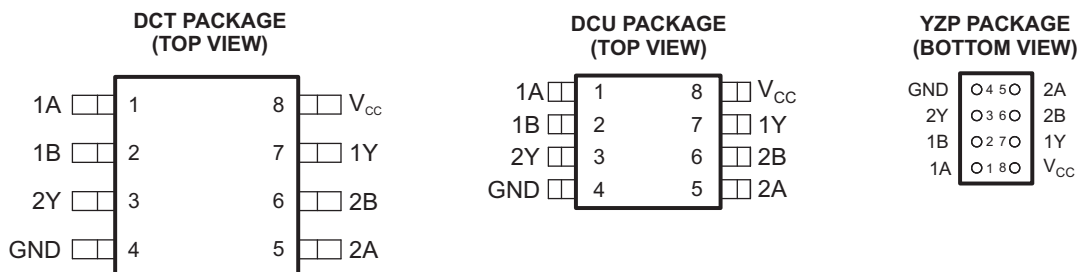 DCT PACKAGE
(TOP VIEW)
1A 1 8 VCC
1B 2 7 1Y
2Y 3 6 2B
GND 4 5 2A
DCU PACKAGE
(TOP VIEW)
1A 1 8 VCC
1B 2 7 1Y
2Y 3 6 2B
GND 4 5 2A
YZP PACKAGE
(BOTTOM VIEW)
GND 4 5 2A
2Y 3 6 2B
1B 2 7 1Y
1A 1 8 VCC